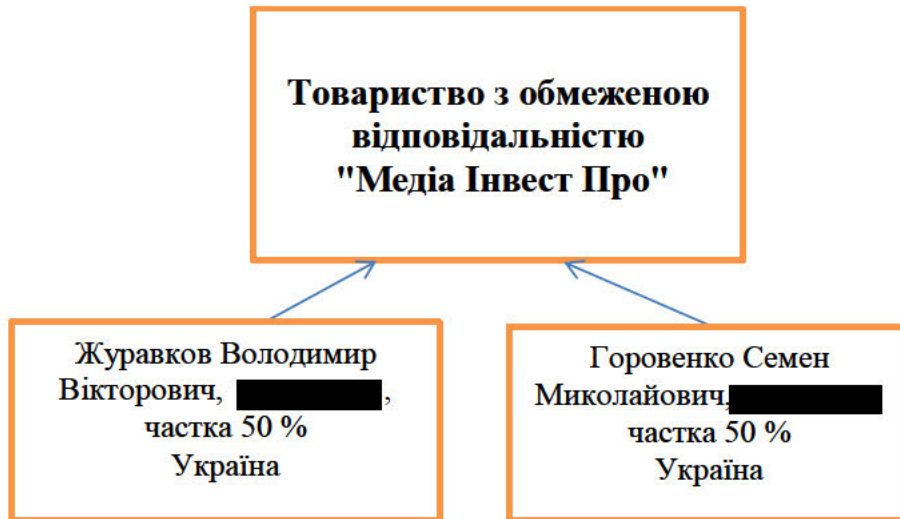 Товариство з обмеженою
відповідальністю
"Медіа Інвест Про"
Журавков Володимир
Вікторович, ,
частка 50 %
Україна
Горовенко Семен
Миколайович,
частка 50 %
Україна